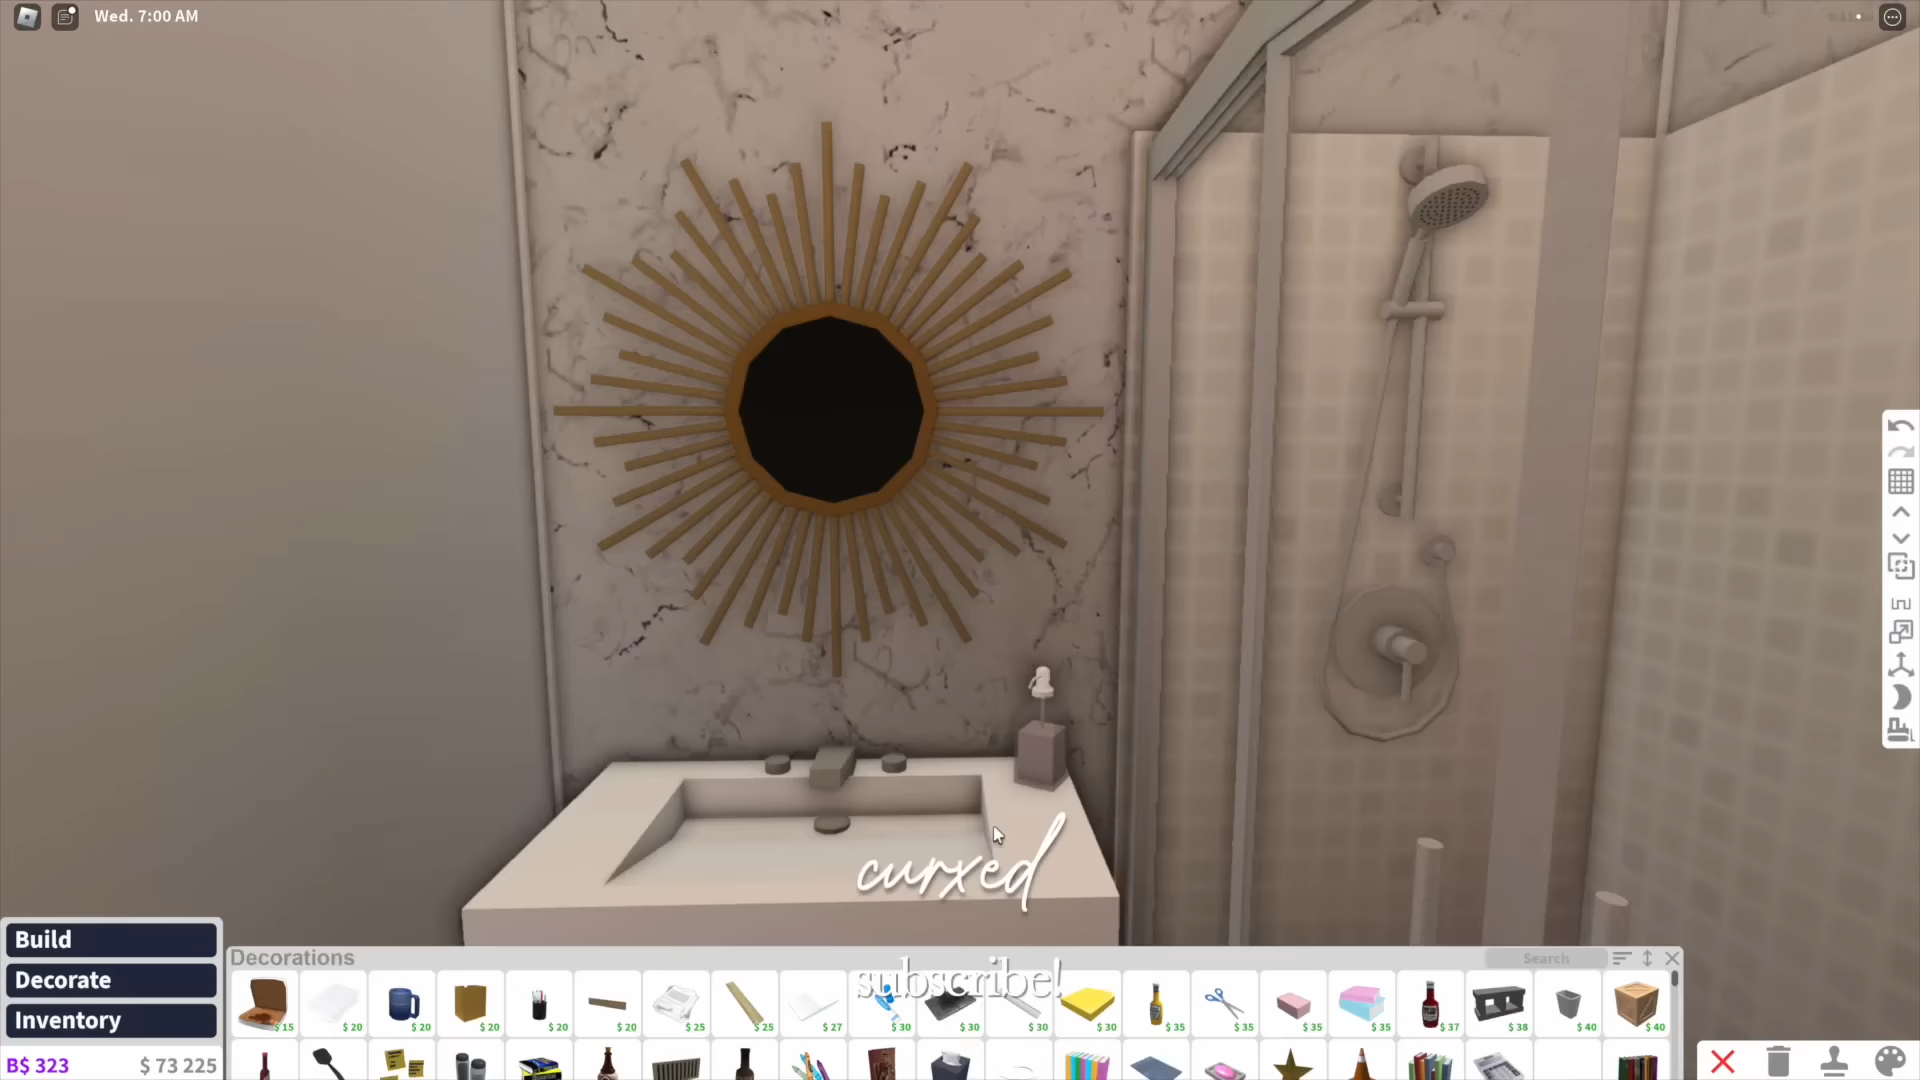 Wed. 7:00 AM
curxed
Build
Decorate
Inventory
B$ 323
$ 73 225
Decorations
Search
subscribe!
$ 15
$ 20
$ 20
$ 20
$ 20
$ 20
$ 25
$ 25
$ 27
$ 30
$ 30
$ 30
$ 30
$ 35
$ 35
$ 35
$ 35
$ 37
$ 38
$ 40
$ 40